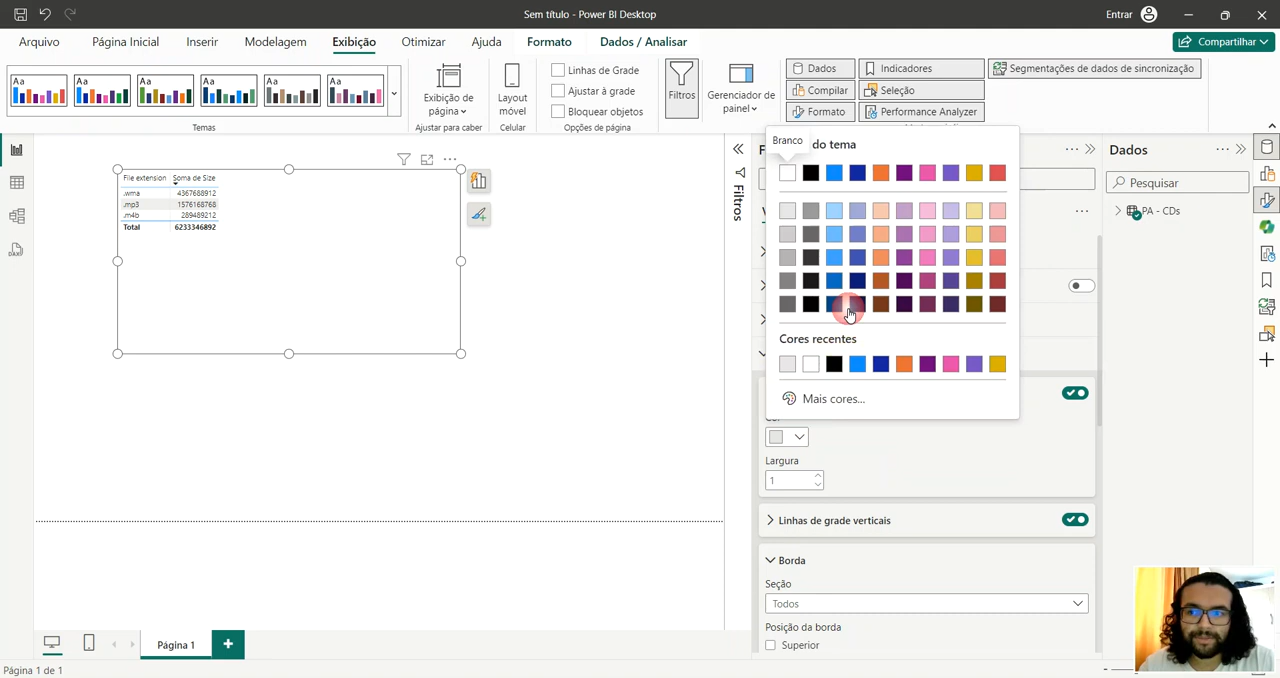 Sem título - Power BI Desktop
Entrar
Arquivo
Página Inicial
Inserir
Modelagem
Exibição
Otimizar
Ajuda
Formato
Dados / Analisar
Compartilhar
Aa
Aa
Aa
Aa
Aa
Aa
Temas
Exibição de página
Ajustar para caber
Layout móvel
Celular
Linhas de Grade
Ajustar à grade
Bloquear objetos
Opções de página
Filtros
Gerenciador de painel
Dados
Compilar
Formato
Indicadores
Seleção
Performance Analyzer
Segmentações de dados de sincronização
File extension Soma de Size
.wma 4367688912
.mp3 1576168768
.m4b 289489212
Total 6233346892
Filtros
Branco
do tema
Cores recentes
Mais cores...
Largura
1
Linhas de grade verticais
Borda
Seção
Todos
Posição da borda
Superior
Dados
Pesquisar
PA - CDs
DAX
Página 1
Página 1 de 1